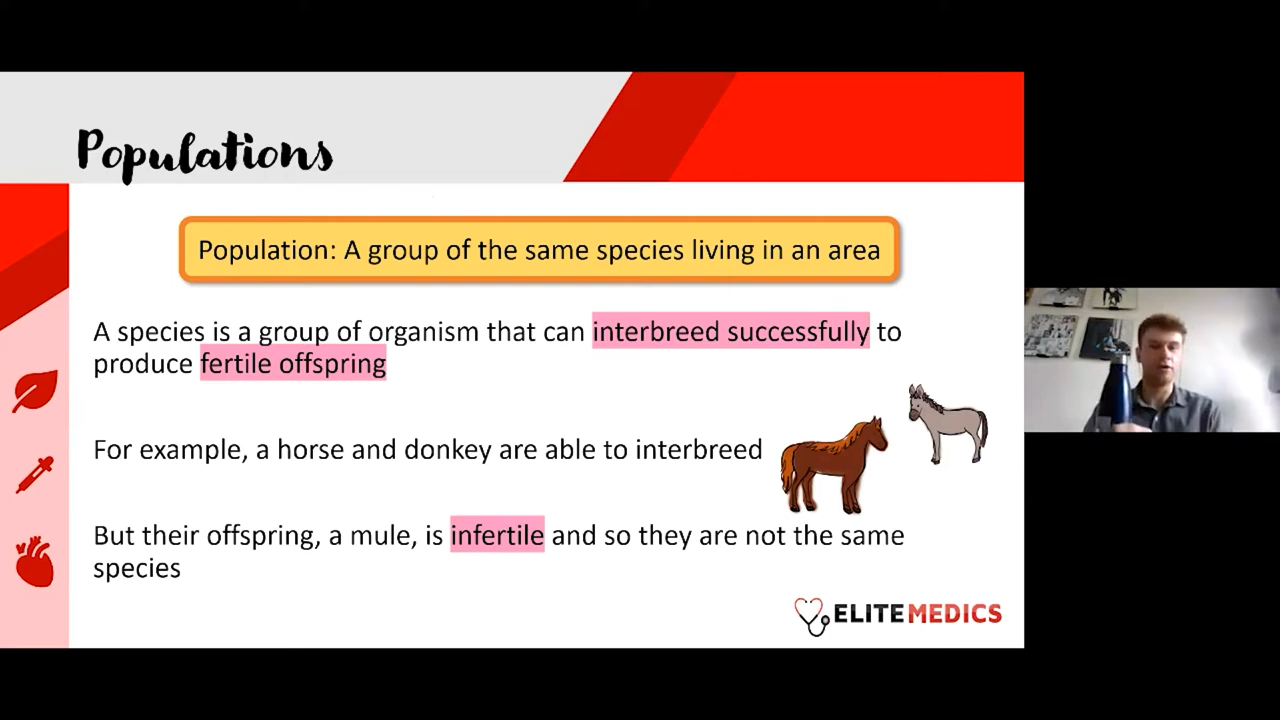 Populations
Population: A group of the same species living in an area
A species is a group of organism that can interbreed successfully to
produce fertile offspring
For example, a horse and donkey are able to interbreed
But their offspring, a mule, is infertile and so they are not the same
species
ELITEMEDICS